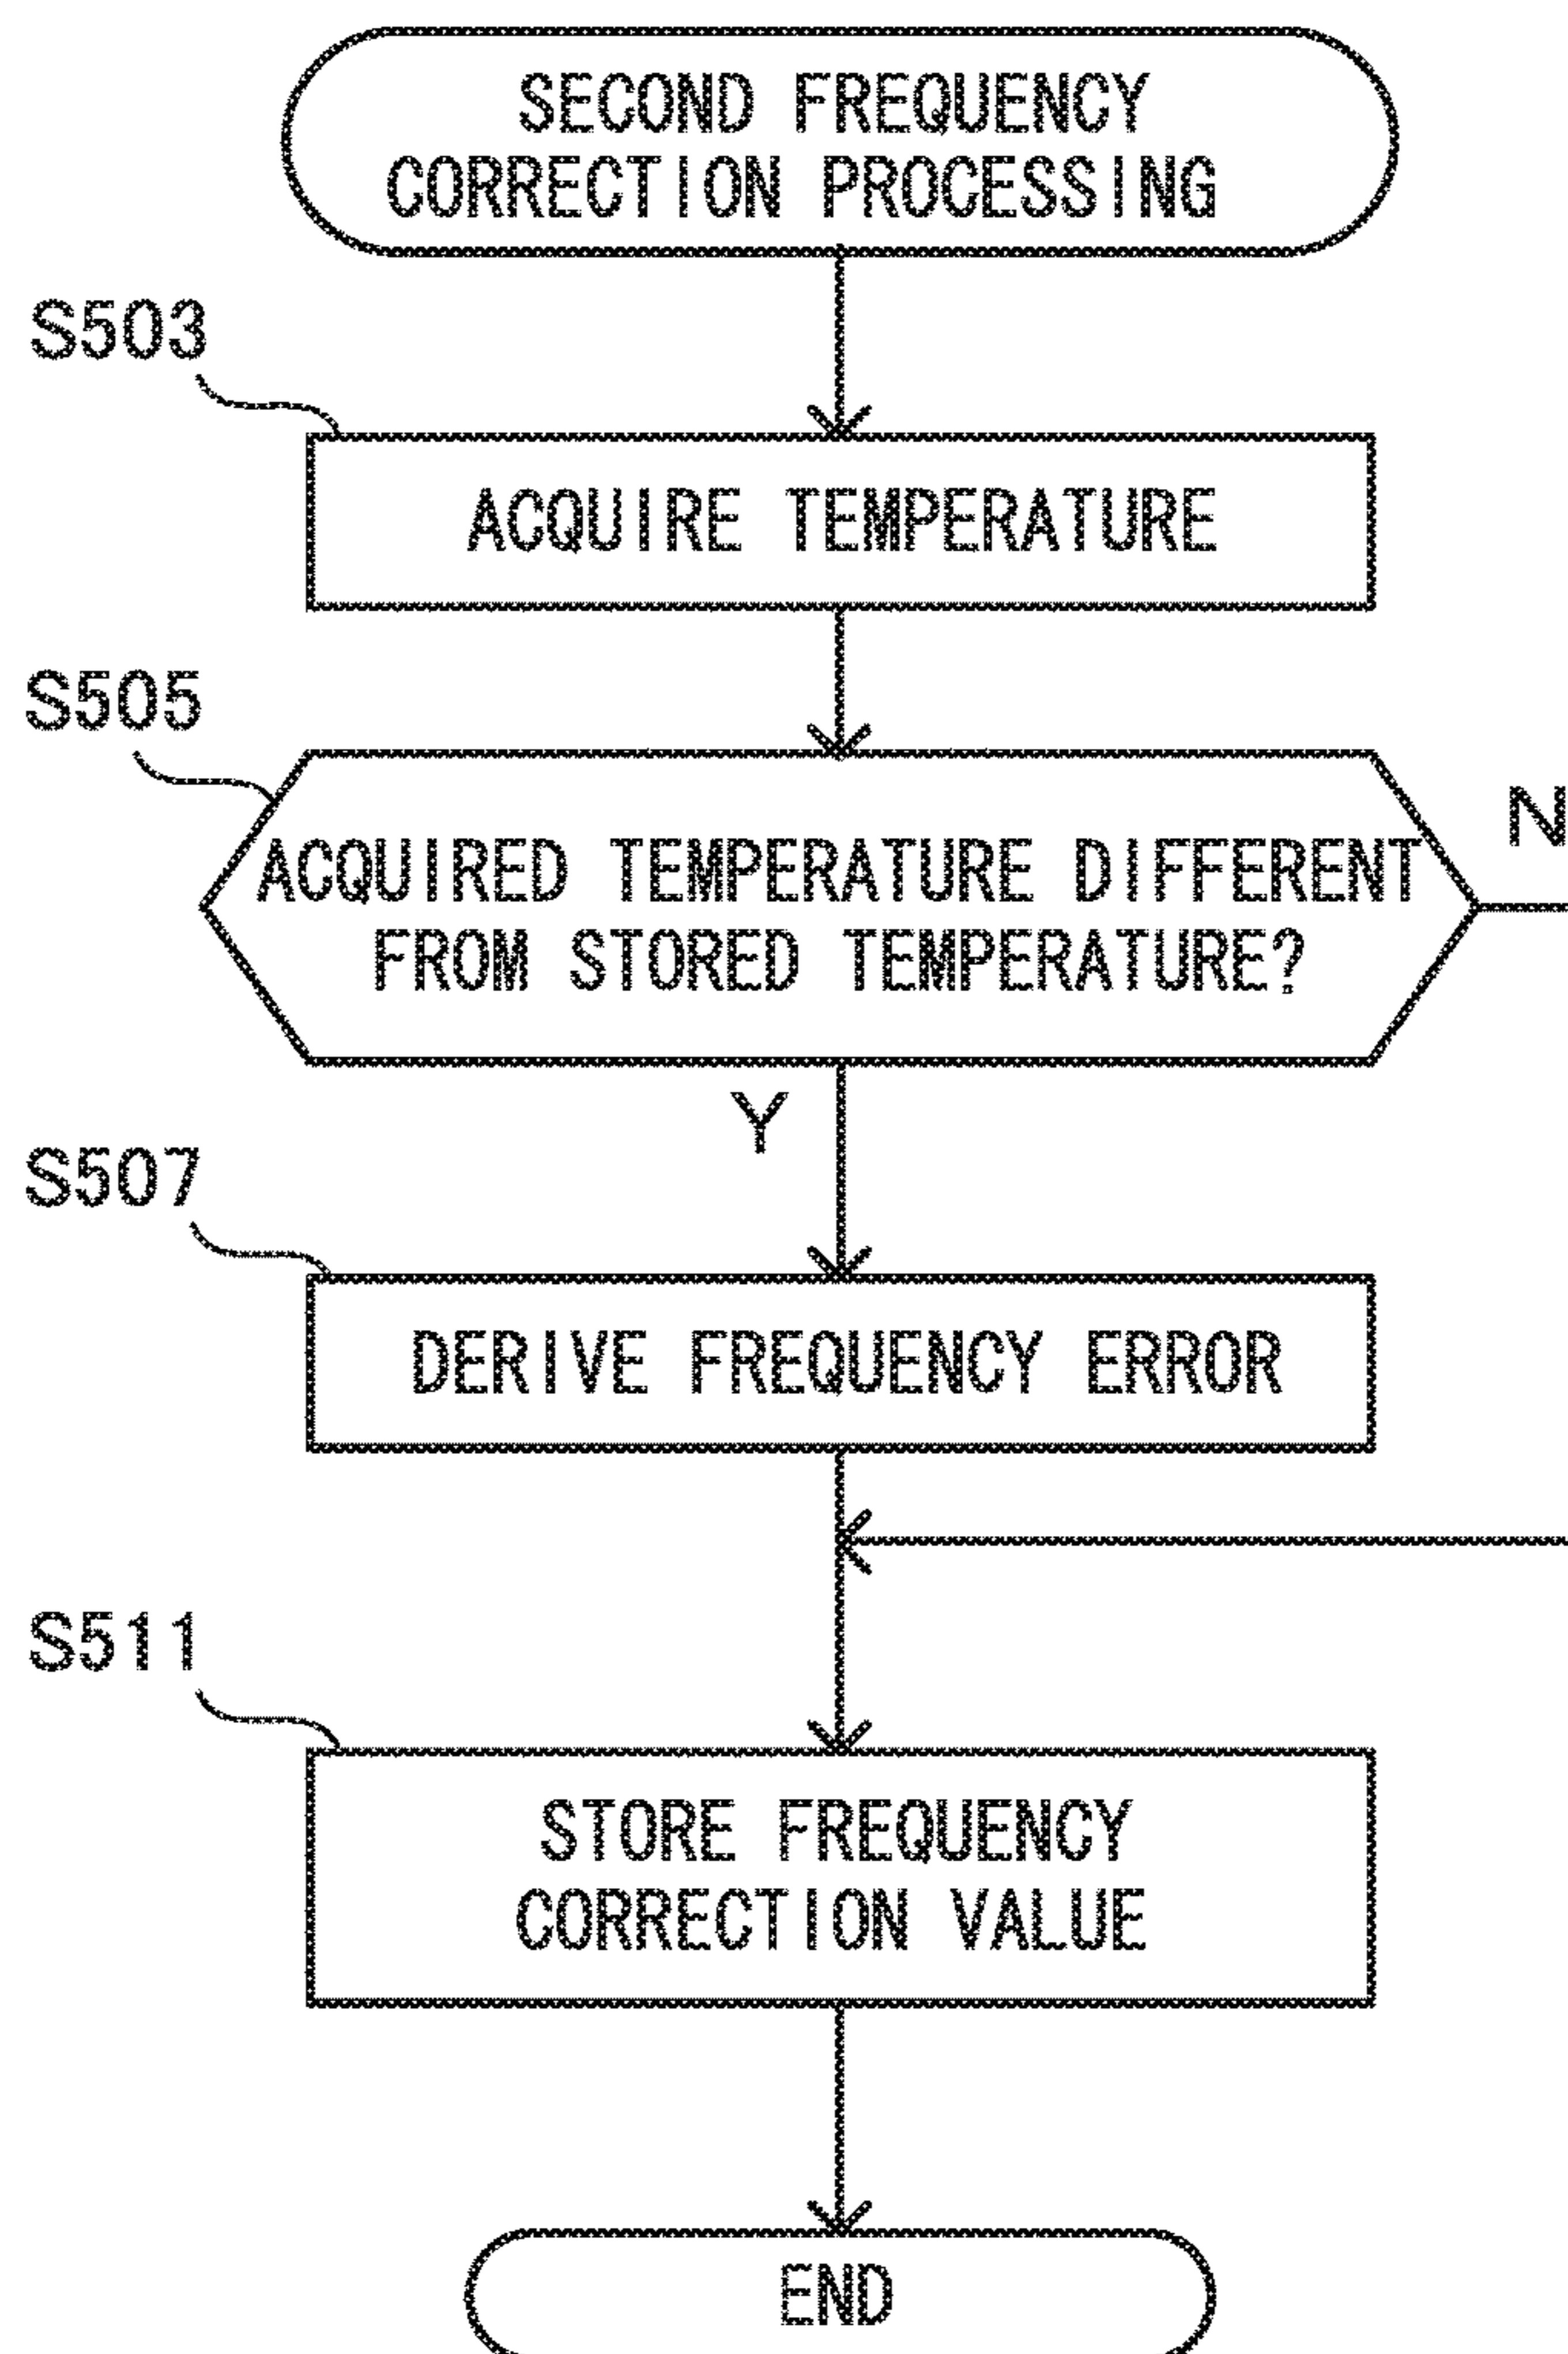 SECOND FREQUENCY
CORRECTION PROCESSING
S503
ACQUIRE TEMPERATURE
S505
N
ACQUIRED TEMPERATURE DIFFERENT
FROM STORED TEMPERATURE?
Y
S507
DERIVE FREQUENCY ERROR
S511
STORE FREQUENCY
CORRECTION VALUE
END